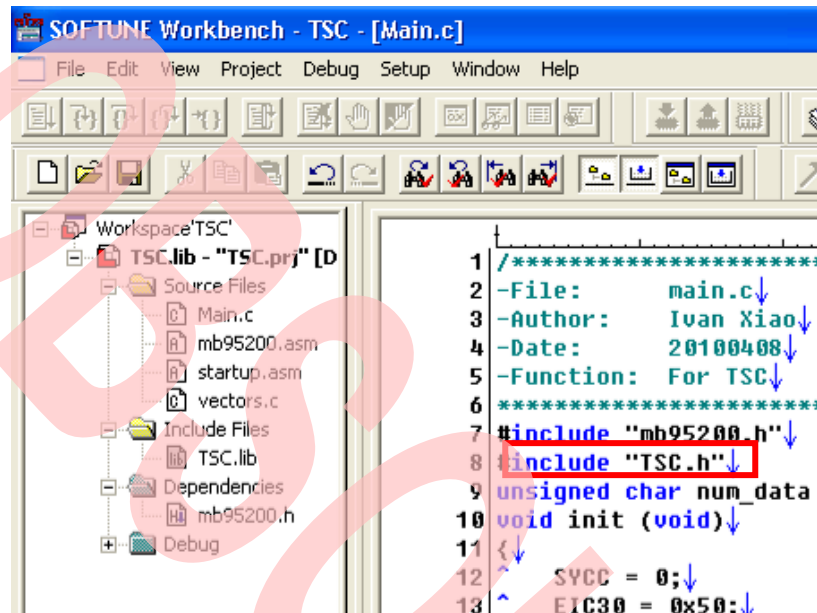 SOFTUNE Workbench - TSC - [Main.c]
File Edit View Project Debug Setup Window Help
Workspace'TSC'
TSC.lib - "TSC.prj" [D
Source Files
Main.c
mb95200.asm
startup.asm
vectors.c
Include Files
TSC.lib
Dependencies
mb95200.h
Debug
1 /**********************
2 -File: main.c↓
3 -Author: Ivan Xiao↓
4 -Date: 20100408↓
5 -Function: For TSC↓
6 **********************
7 #include "mb95200.h"↓
8 #include "TSC.h"↓
9 unsigned char num_data
10 void init (void)↓
11 {↓
12 ^ SYCC = 0;↓
13 ^ EIC30 = 0x50;↓